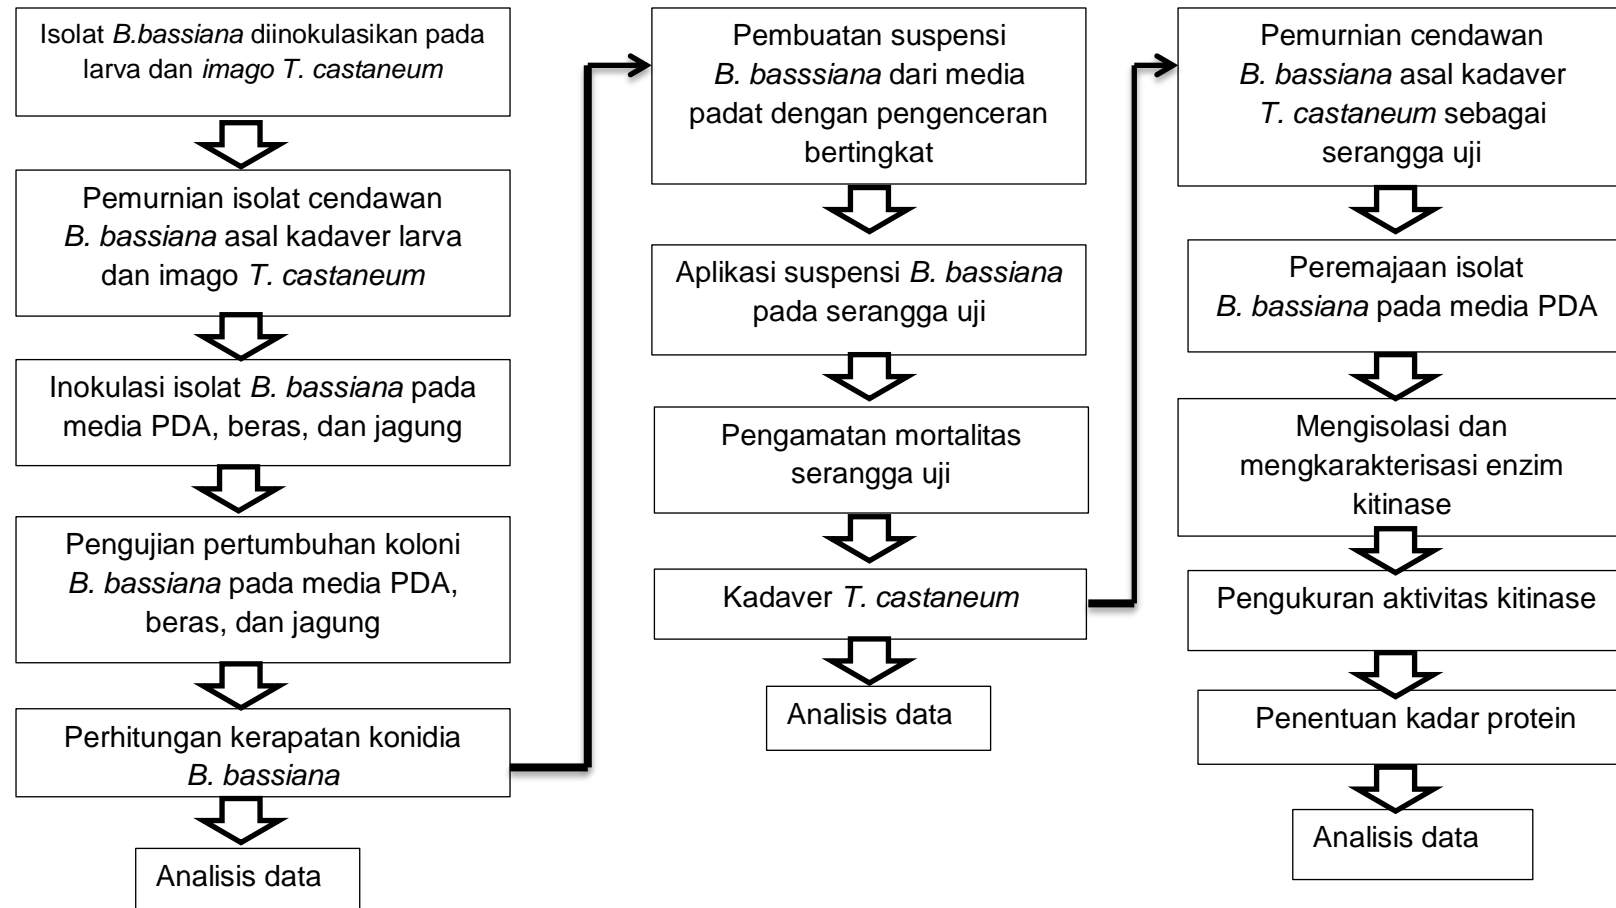 Isolat B.bassiana diinokulasikan pada
larva dan imago T. castaneum
Pemurnian isolat cendawan
B. bassiana asal kadaver larva
dan imago T. castaneum
Inokulasi isolat B. bassiana pada
media PDA, beras, dan jagung
Pengujian pertumbuhan koloni
B. bassiana pada media PDA,
beras, dan jagung
Perhitungan kerapatan konidia
B. bassiana
Analisis data
Pembuatan suspensi
B. basssiana dari media
padat dengan pengenceran
bertingkat
Aplikasi suspensi B. bassiana
pada serangga uji
Pengamatan mortalitas
serangga uji
Kadaver T. castaneum
Analisis data
Pemurnian cendawan
B. bassiana asal kadaver
T. castaneum sebagai
serangga uji
Peremajaan isolat
B. bassiana pada media PDA
Mengisolasi dan
mengkarakterisasi enzim
kitinase
Pengukuran aktivitas kitinase
Penentuan kadar protein
Analisis data